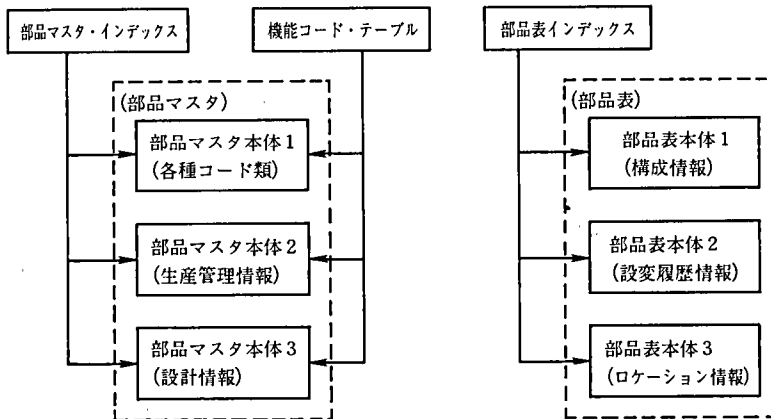 部品マスタ・インデックス
機能コード・テーブル
部品表インデックス
(部品マスタ)
部品マスタ本体1
(各種コード類)
部品マスタ本体2
(生産管理情報)
部品マスタ本体3
(設計情報)
(部品表)
部品表本体1
(構成情報)
部品表本体2
(設変履歴情報)
部品表本体3
(ロケーション情報)